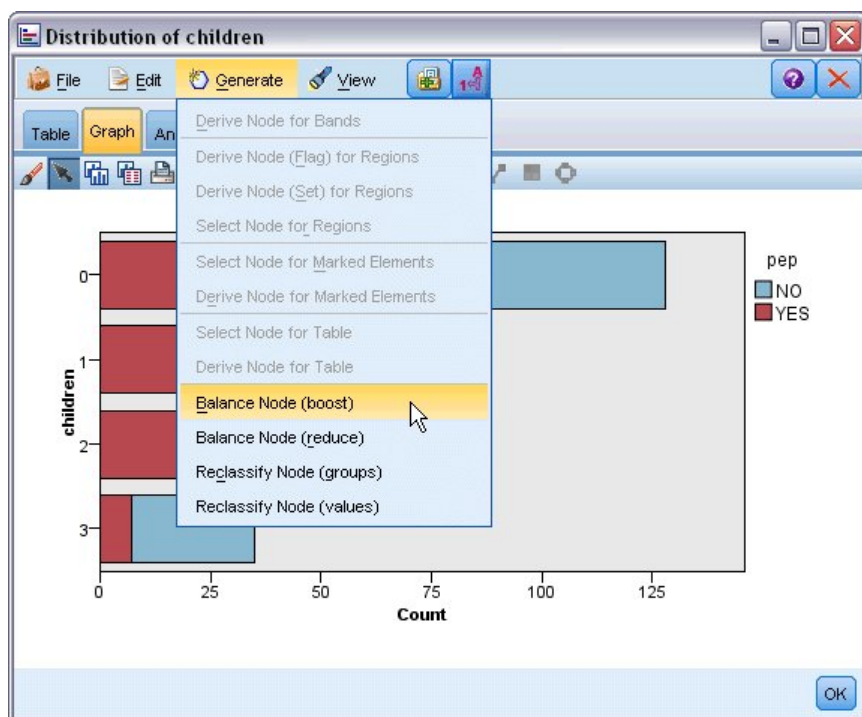 Distribution of children
File Edit Generate View
Table Graph An
Derive Node for Bands
Derive Node (Flag) for Regions
Derive Node (Set) for Regions
Select Node for Regions
Select Node for Marked Elements
Derive Node for Marked Elements
Select Node for Table
Derive Node for Table
Balance Node (boost)
Balance Node (reduce)
Reclassify Node (groups)
Reclassify Node (values)
children
0
1
2
3
0 25 50 75 100 125
Count
pep
NO
YES
OK